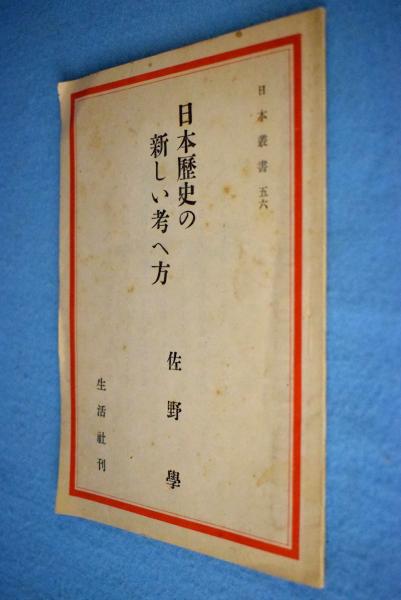 日本叢書 五六
日本歷史の
新しい考へ方
佐野學
生活社刊